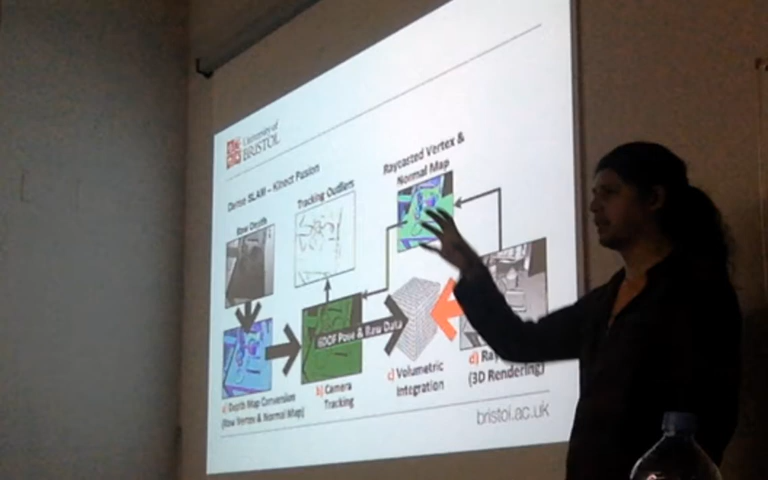 University of
BRISTOL
Dense SLAM – Kinect Fusion
Raw Depth
Tracking Outliers
Raycasted Vertex &
Normal Map
6DOF Pose & Raw Data
a) Depth Map Conversion
(Raw Vertex & Normal Map)
b) Camera
Tracking
c) Volumetric
Integration
d)
(3D Rendering)
bristol.ac.uk